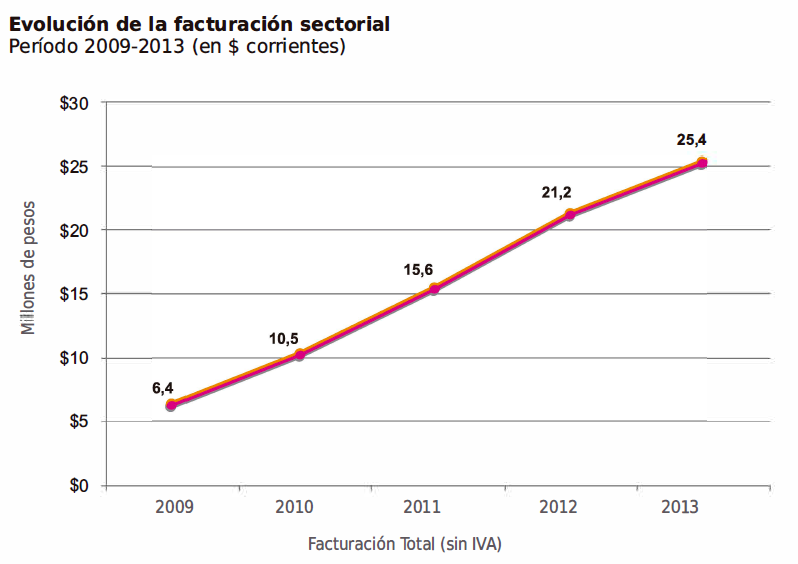 Evolución de la facturación sectorial
Período 2009-2013 (en $ corrientes)
$30
25,4
$25
21,2
$20
15,6
$15
10,5
$10
6,4
$5
$0
Millones de pesos
2009 2010 2011 2012 2013
Facturación Total (sin IVA)